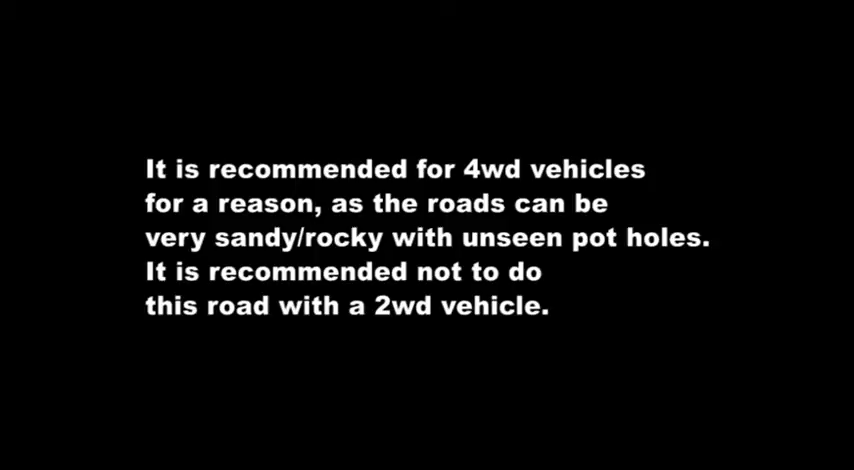 It is recommended for 4wd vehicles
for a reason, as the roads can be
very sandy/rocky with unseen pot holes.
It is recommended not to do
this road with a 2wd vehicle.